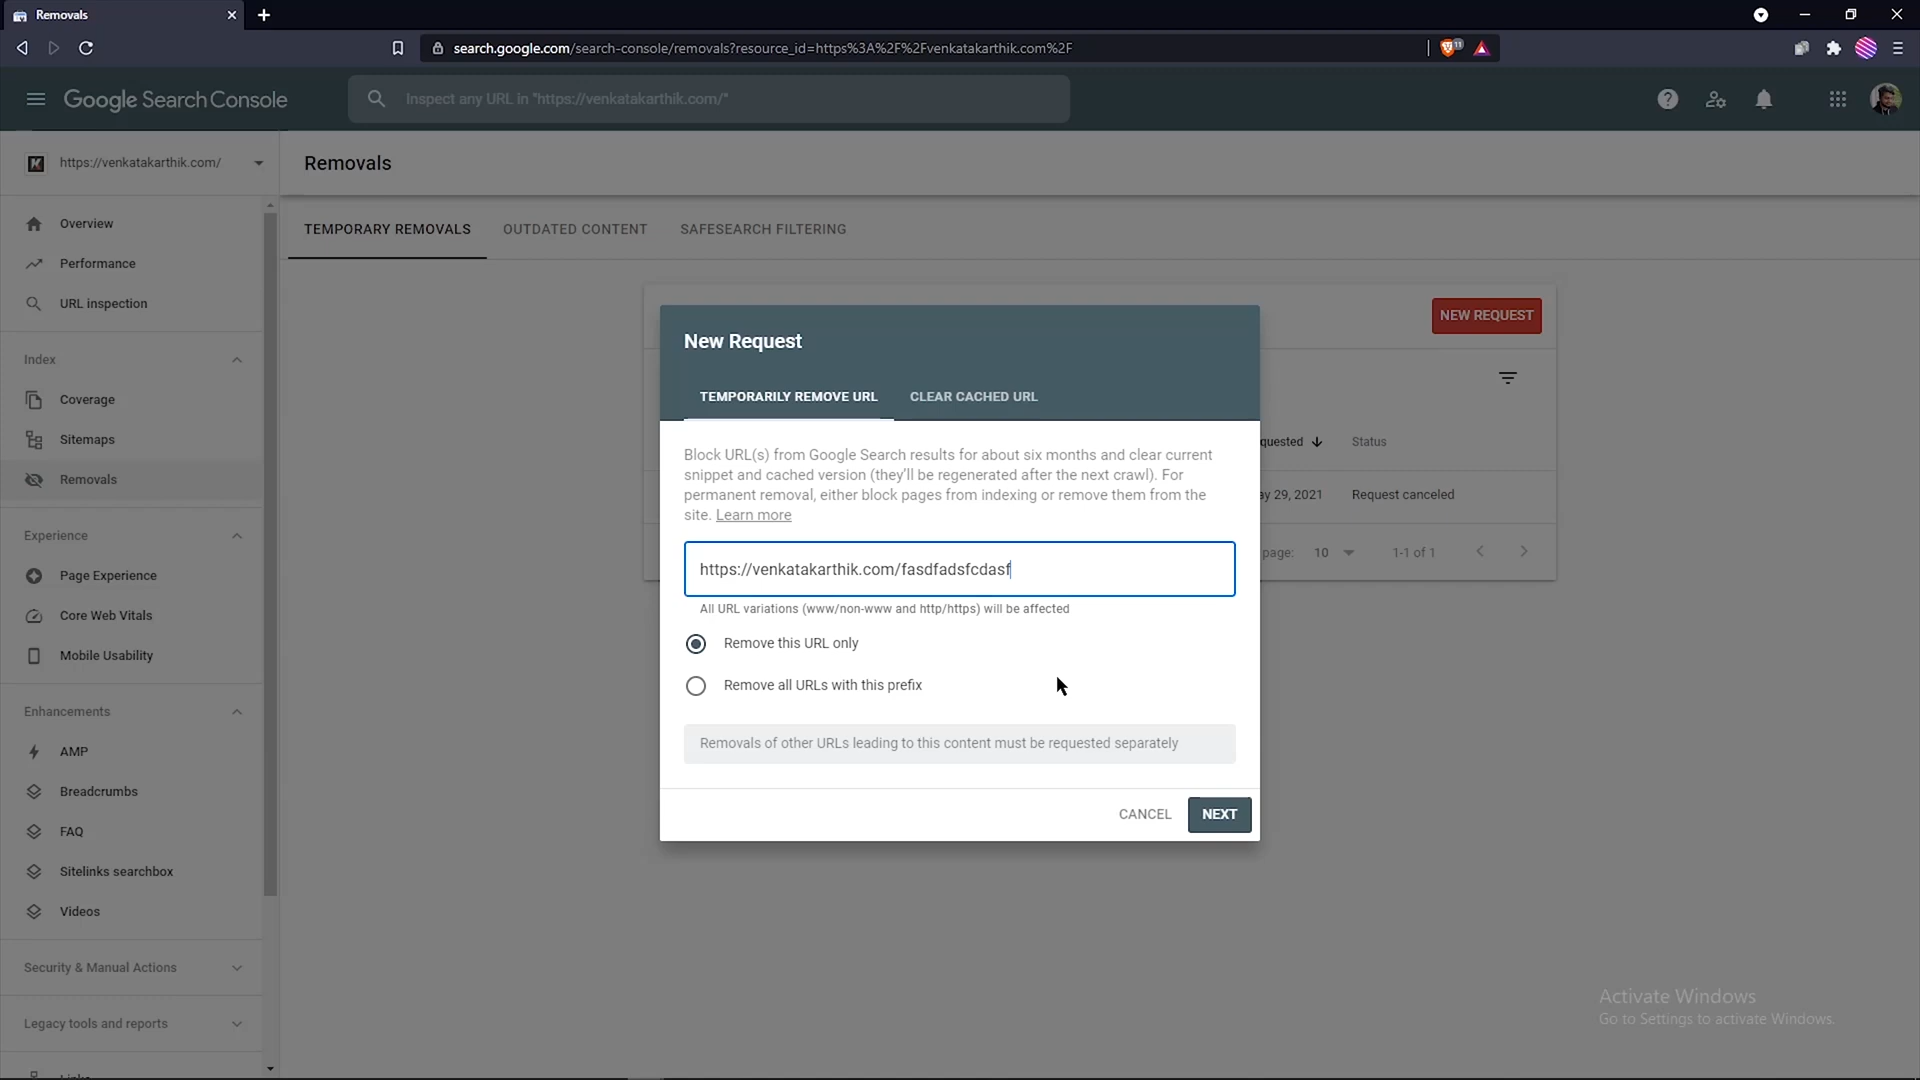 Removals
search.google.com/search-console/removals?resource_id=https%3A%2F%2Fvenkatakarthik.com%2F
11
Google Search Console
Inspect any URL in "https://venkatakarthik.com/"
K
https://venkatakarthik.com/
Removals
Overview
Performance
URL inspection
Index
Coverage
Sitemaps
Removals
Experience
Page Experience
Core Web Vitals
Mobile Usability
Enhancements
AMP
Breadcrumbs
FAQ
Sitelinks searchbox
Videos
Security & Manual Actions
Legacy tools and reports
TEMPORARY REMOVALS
OUTDATED CONTENT
SAFESEARCH FILTERING
NEW REQUEST
quested
Status
ay 29, 2021
Request canceled
page:
10
1-1 of 1
New Request
TEMPORARILY REMOVE URL
CLEAR CACHED URL
Block URL(s) from Google Search results for about six months and clear current
snippet and cached version (they'll be regenerated after the next crawl). For
permanent removal, either block pages from indexing or remove them from the
site. Learn more
https://venkatakarthik.com/fasdfadsfcdasf
All URL variations (www/non-www and http/https) will be affected
Remove this URL only
Remove all URLs with this prefix
Removals of other URLs leading to this content must be requested separately
CANCEL
NEXT
Activate Windows
Go to Settings to activate Windows.